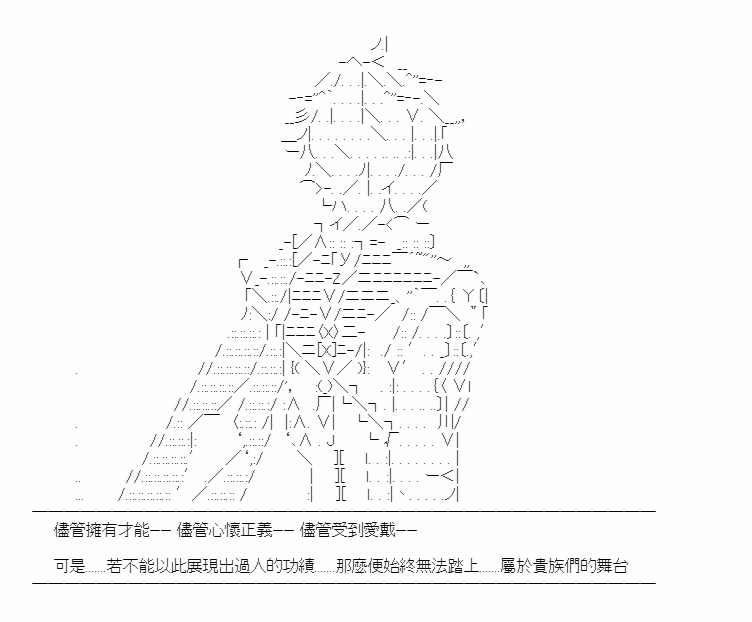 儘管擁有才能—— 儘管心懷正義—— 儘管受到愛戴——
可是.......若不能以此展現出過人的功績.......那麼便始終無法踏上.......屬於貴族們的舞台